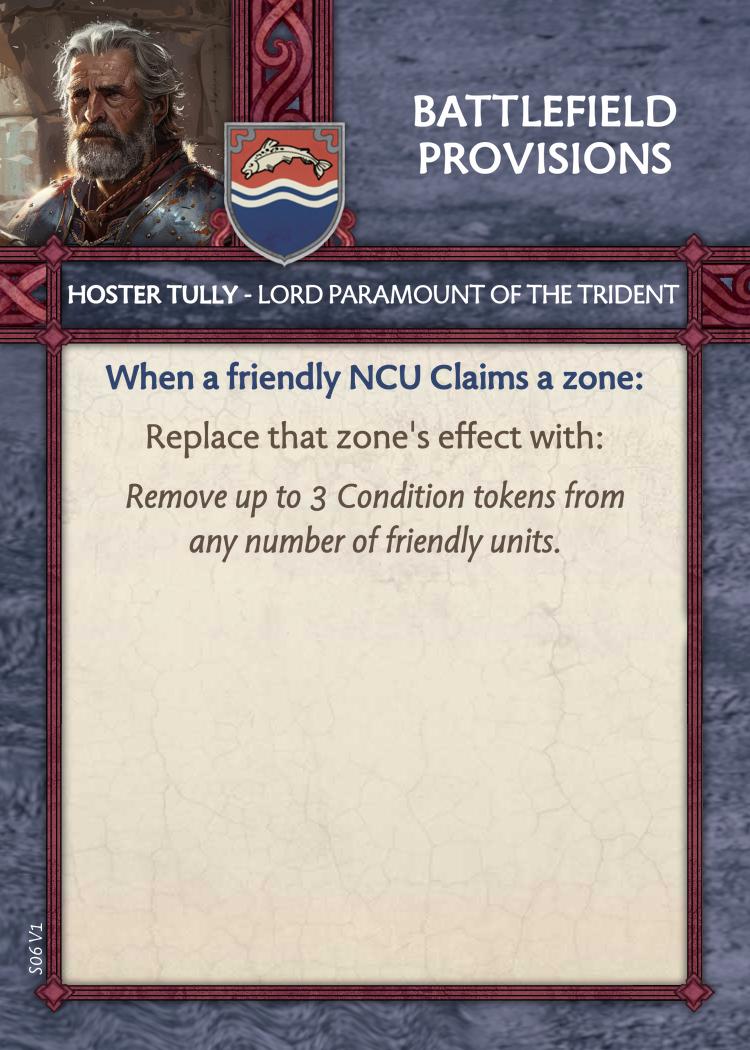 BATTLEFIELD
PROVISIONS
HOSTER TULLY - LORD PARAMOUNT OF THE TRIDENT
When a friendly NCU Claims a zone:
Replace that zone's effect with:
Remove up to 3 Condition tokens from
any number of friendly units.
S06 V1